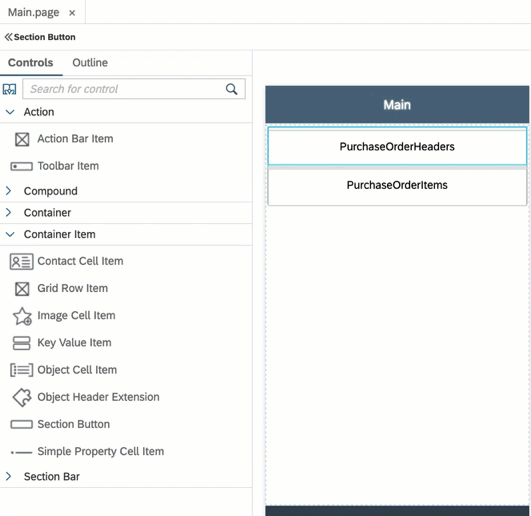 Main.page ×
Section Button
Controls Outline
Search for control
Action
Action Bar Item
Toolbar Item
Compound
Container
Container Item
Contact Cell Item
Grid Row Item
Image Cell Item
Key Value Item
Object Cell Item
Object Header Extension
Section Button
Simple Property Cell Item
Section Bar
Main
PurchaseOrderHeaders
PurchaseOrderItems